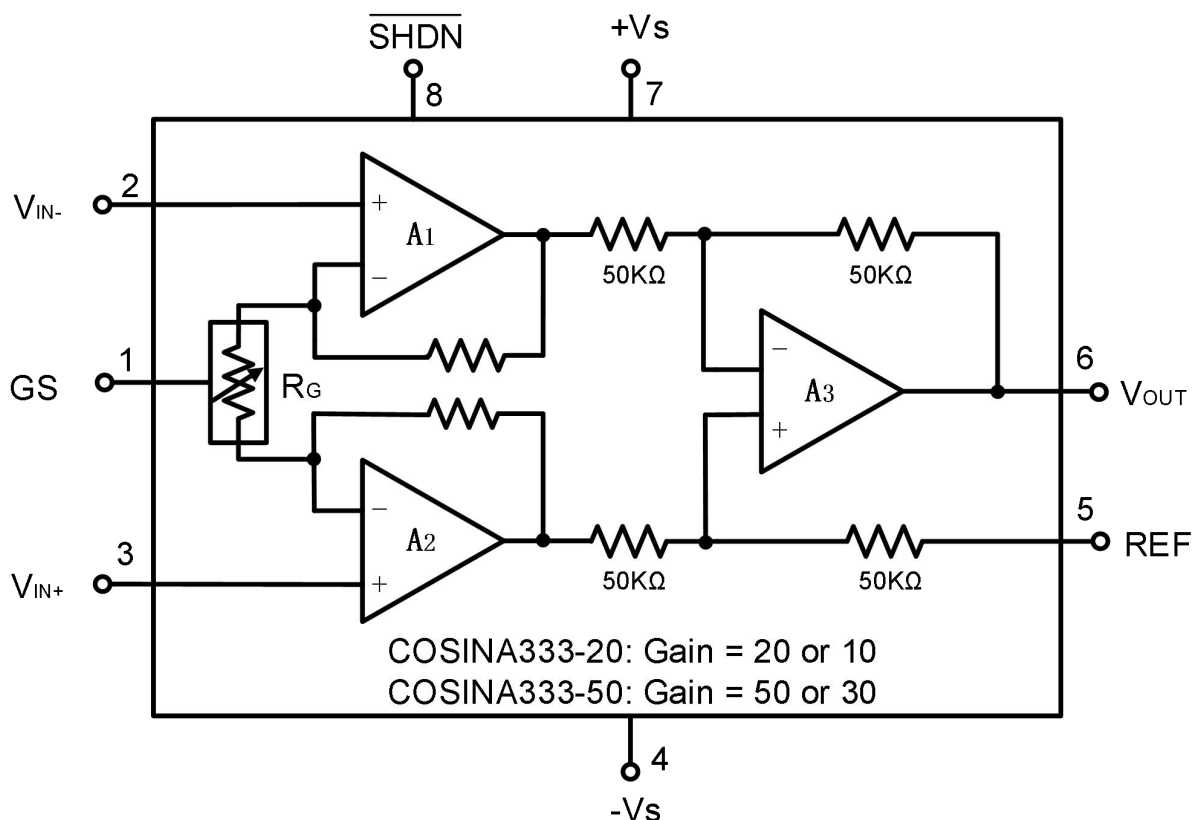 SHDN
+Vs
8
7
2
VIN-
+
A1
−
50KΩ
50KΩ
1
GS
RG
−
A3
+
6
VOUT
−
A2
+
5
REF
3
VIN+
50KΩ
50KΩ
COSINA333-20: Gain = 20 or 10
COSINA333-50: Gain = 50 or 30
4
-Vs